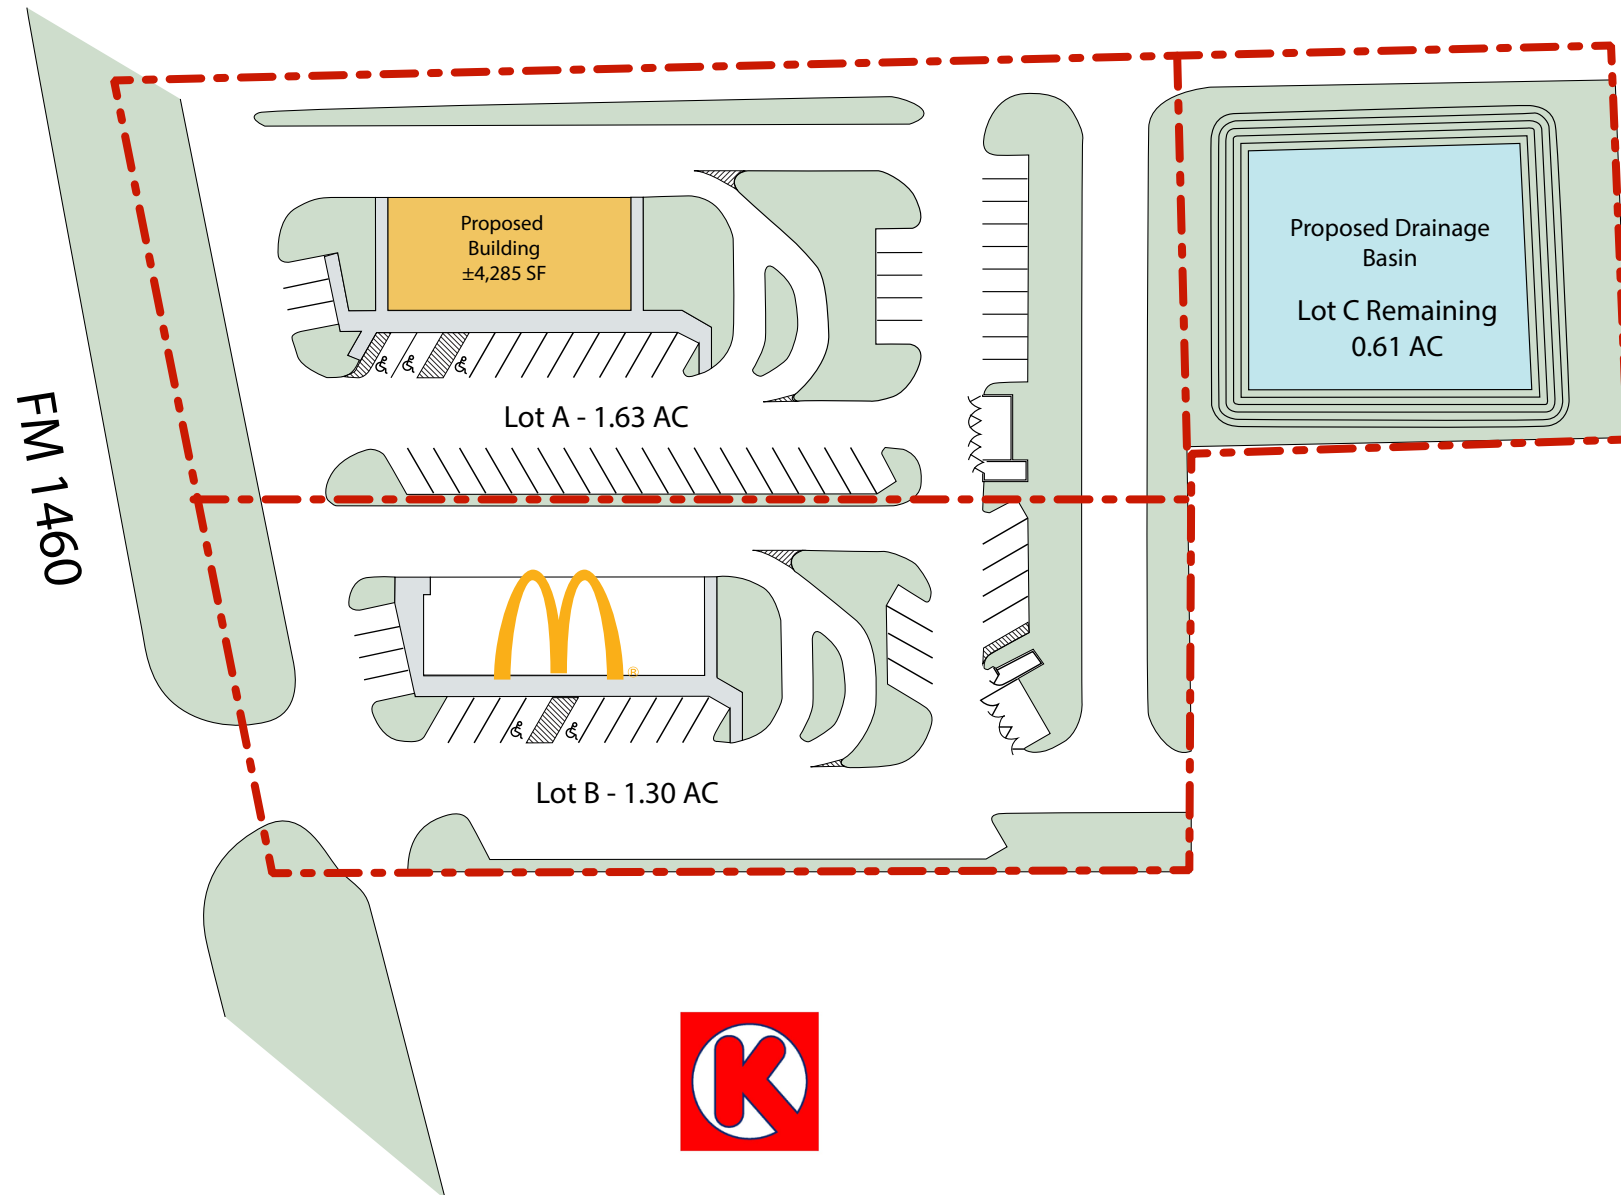 Proposed
Building
±4,285 SF
Proposed Drainage
Basin
Lot C Remaining
0.61 AC
Lot A - 1.63 AC
FM 1460
®
Lot B - 1.30 AC
K